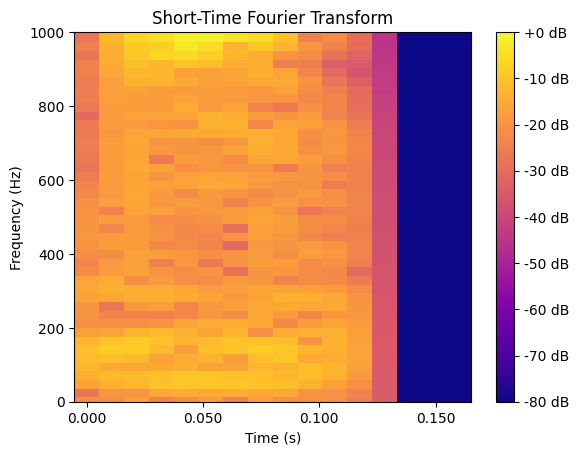 Short-Time Fourier Transform
1000
800
600
400
200
0
Frequency (Hz)
0.000
0.050
0.100
0.150
Time (s)
+0 dB
-10 dB
-20 dB
-30 dB
-40 dB
-50 dB
-60 dB
-70 dB
-80 dB